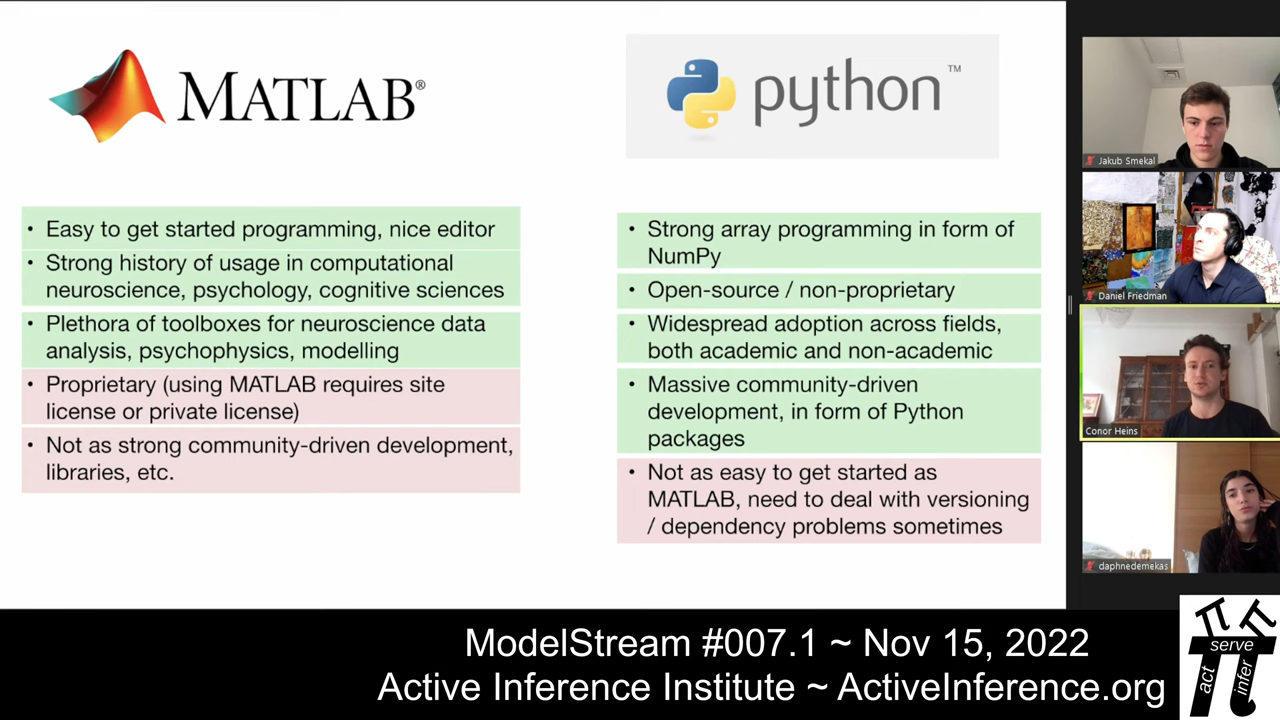 MATLAB®
python™
• Easy to get started programming, nice editor
• Strong history of usage in computational
neuroscience, psychology, cognitive sciences
• Plethora of toolboxes for neuroscience data
analysis, psychophysics, modelling
• Proprietary (using MATLAB requires site
license or private license)
• Not as strong community-driven development,
libraries, etc.
• Strong array programming in form of
NumPy
• Open-source / non-proprietary
• Widespread adoption across fields,
both academic and non-academic
• Massive community-driven
development, in form of Python
packages
• Not as easy to get started as
MATLAB, need to deal with versioning
/ dependency problems sometimes
Jakub Smekal
Daniel Friedman
Conor Heins
daphnedemekas
ModelStream #007.1 ~ Nov 15, 2022
Active Inference Institute ~ ActiveInference.org
π π
serve
π
act
infer